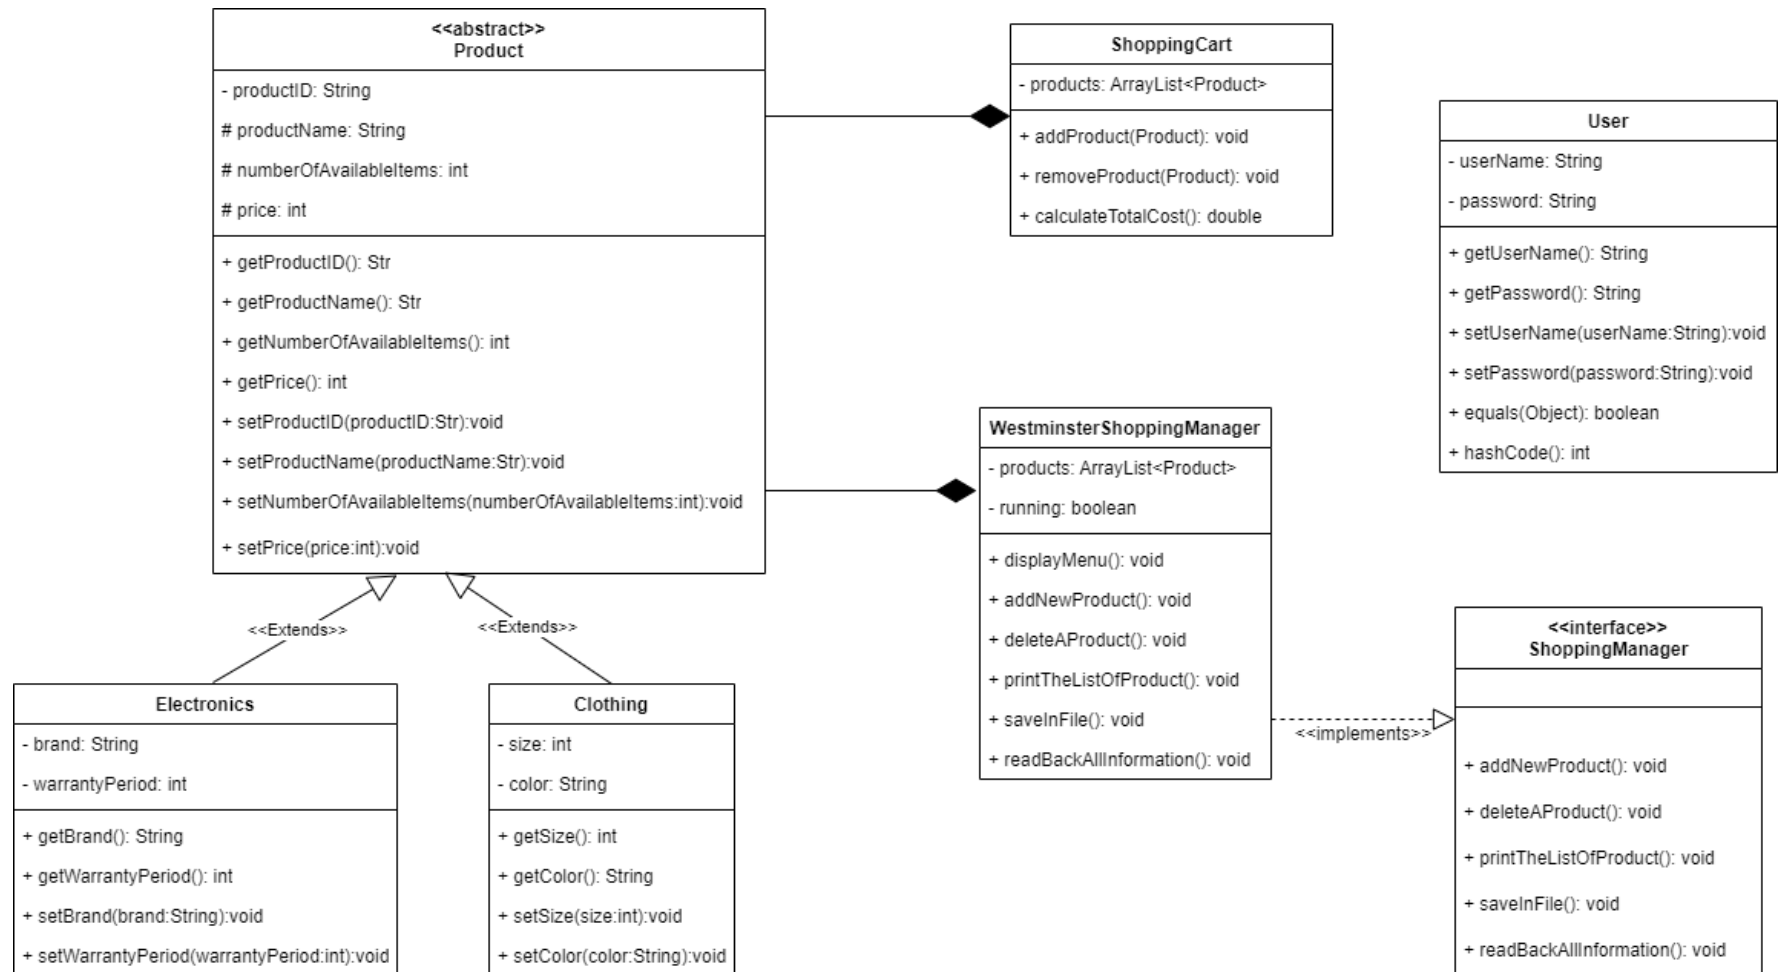 <<abstract>>
Product
- productID: String
# productName: String
# numberOfAvailableItems: int
# price: int
+ getProductID(): Str
+ getProductName(): Str
+ getNumberOfAvailableItems(): int
+ getPrice(): int
+ setProductID(productID:Str):void
+ setProductName(productName:Str):void
+ setNumberOfAvailableItems(numberOfAvailableItems:int):void
+ setPrice(price:int):void
ShoppingCart
- products: ArrayList<Product>
+ addProduct(Product): void
+ removeProduct(Product): void
+ calculateTotalCost(): double
User
- userName: String
- password: String
+ getUserName(): String
+ getPassword(): String
+ setUserName(userName:String):void
+ setPassword(password:String):void
+ equals(Object): boolean
+ hashCode(): int
WestminsterShoppingManager
- products: ArrayList<Product>
- running: boolean
+ displayMenu(): void
+ addNewProduct(): void
+ deleteAProduct(): void
+ printTheListOfProduct(): void
+ saveInFile(): void
+ readBackAllInformation(): void
<<implements>>
<<interface>>
ShoppingManager
+ addNewProduct(): void
+ deleteAProduct(): void
+ printTheListOfProduct(): void
+ saveInFile(): void
+ readBackAllInformation(): void
<<Extends>>
<<Extends>>
Electronics
- brand: String
- warrantyPeriod: int
+ getBrand(): String
+ getWarrantyPeriod(): int
+ setBrand(brand:String):void
+ setWarrantyPeriod(warrantyPeriod:int):void
Clothing
- size: int
- color: String
+ getSize(): int
+ getColor(): String
+ setSize(size:int):void
+ setColor(color:String):void